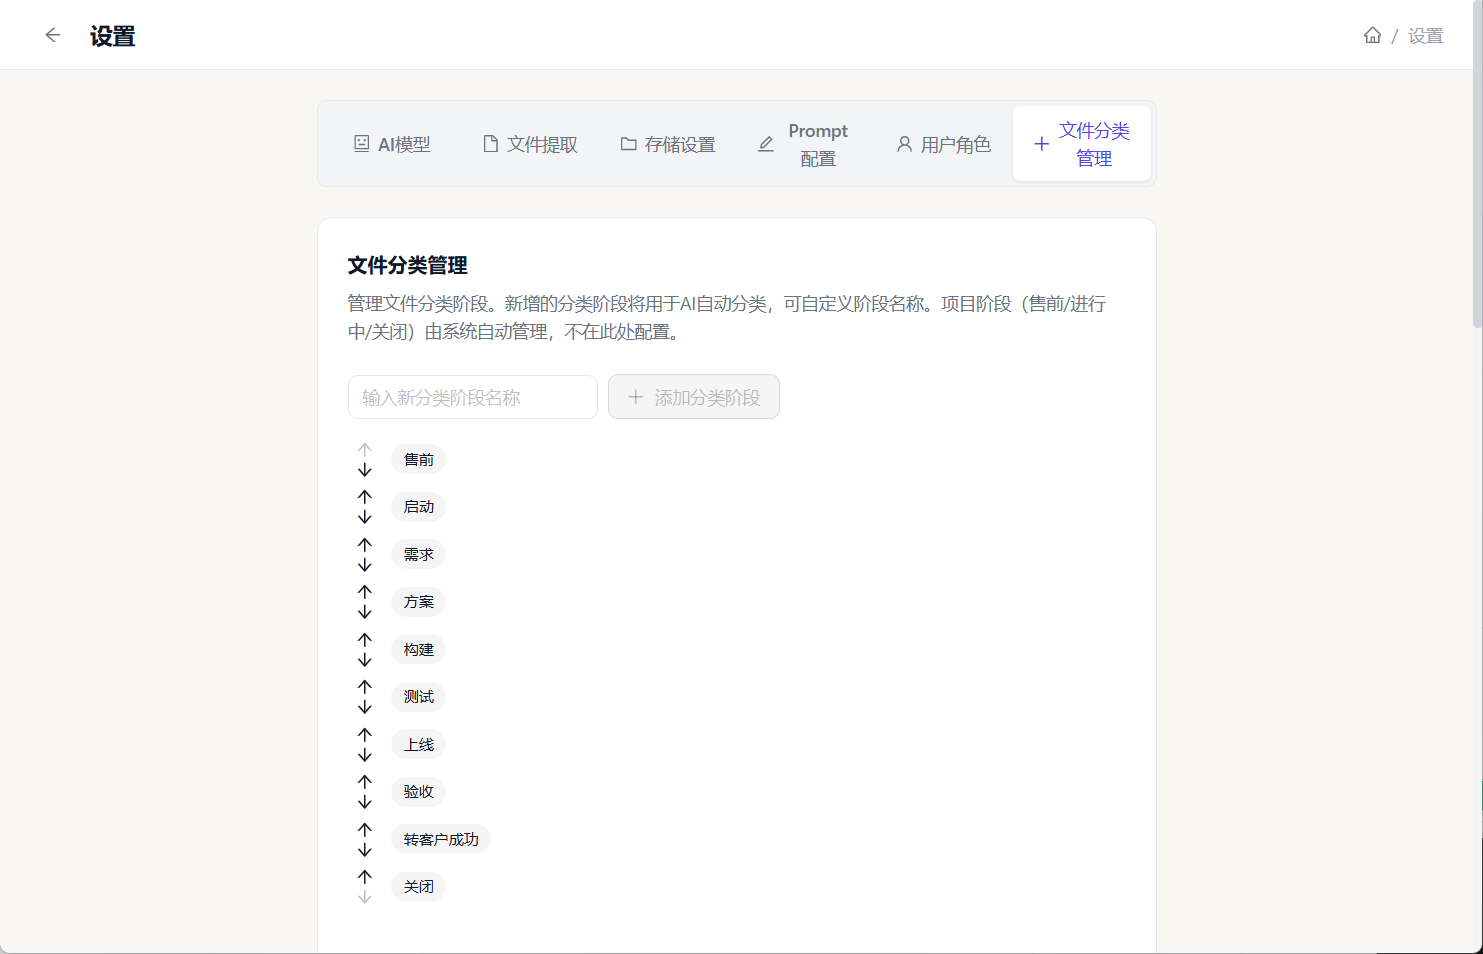 设置
/ 设置
AI模型
文件提取
存储设置
Prompt
配置
用户角色
文件分类
管理
文件分类管理
管理文件分类阶段。新增的分类阶段将用于AI自动分类，可自定义阶段名称。项目阶段（售前/进行
中/关闭）由系统自动管理，不在此处配置。
输入新分类阶段名称
添加分类阶段
售前
启动
需求
方案
构建
测试
上线
验收
转客户成功
关闭